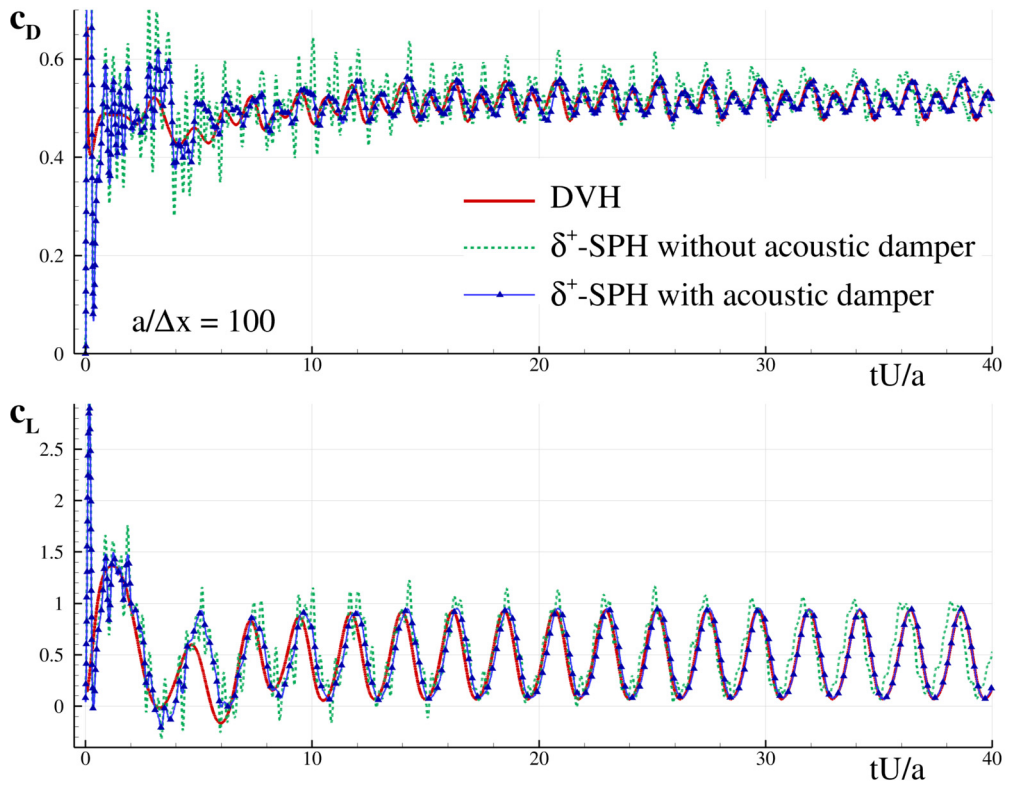 c_D
0.6
0.4
0.2
0
DVH
δ⁺-SPH without acoustic damper
δ⁺-SPH with acoustic damper
a/Δx = 100
0 10 20 30 40
tU/a
c_L
2.5
2
1.5
1
0.5
0
0 10 20 30 40
tU/a